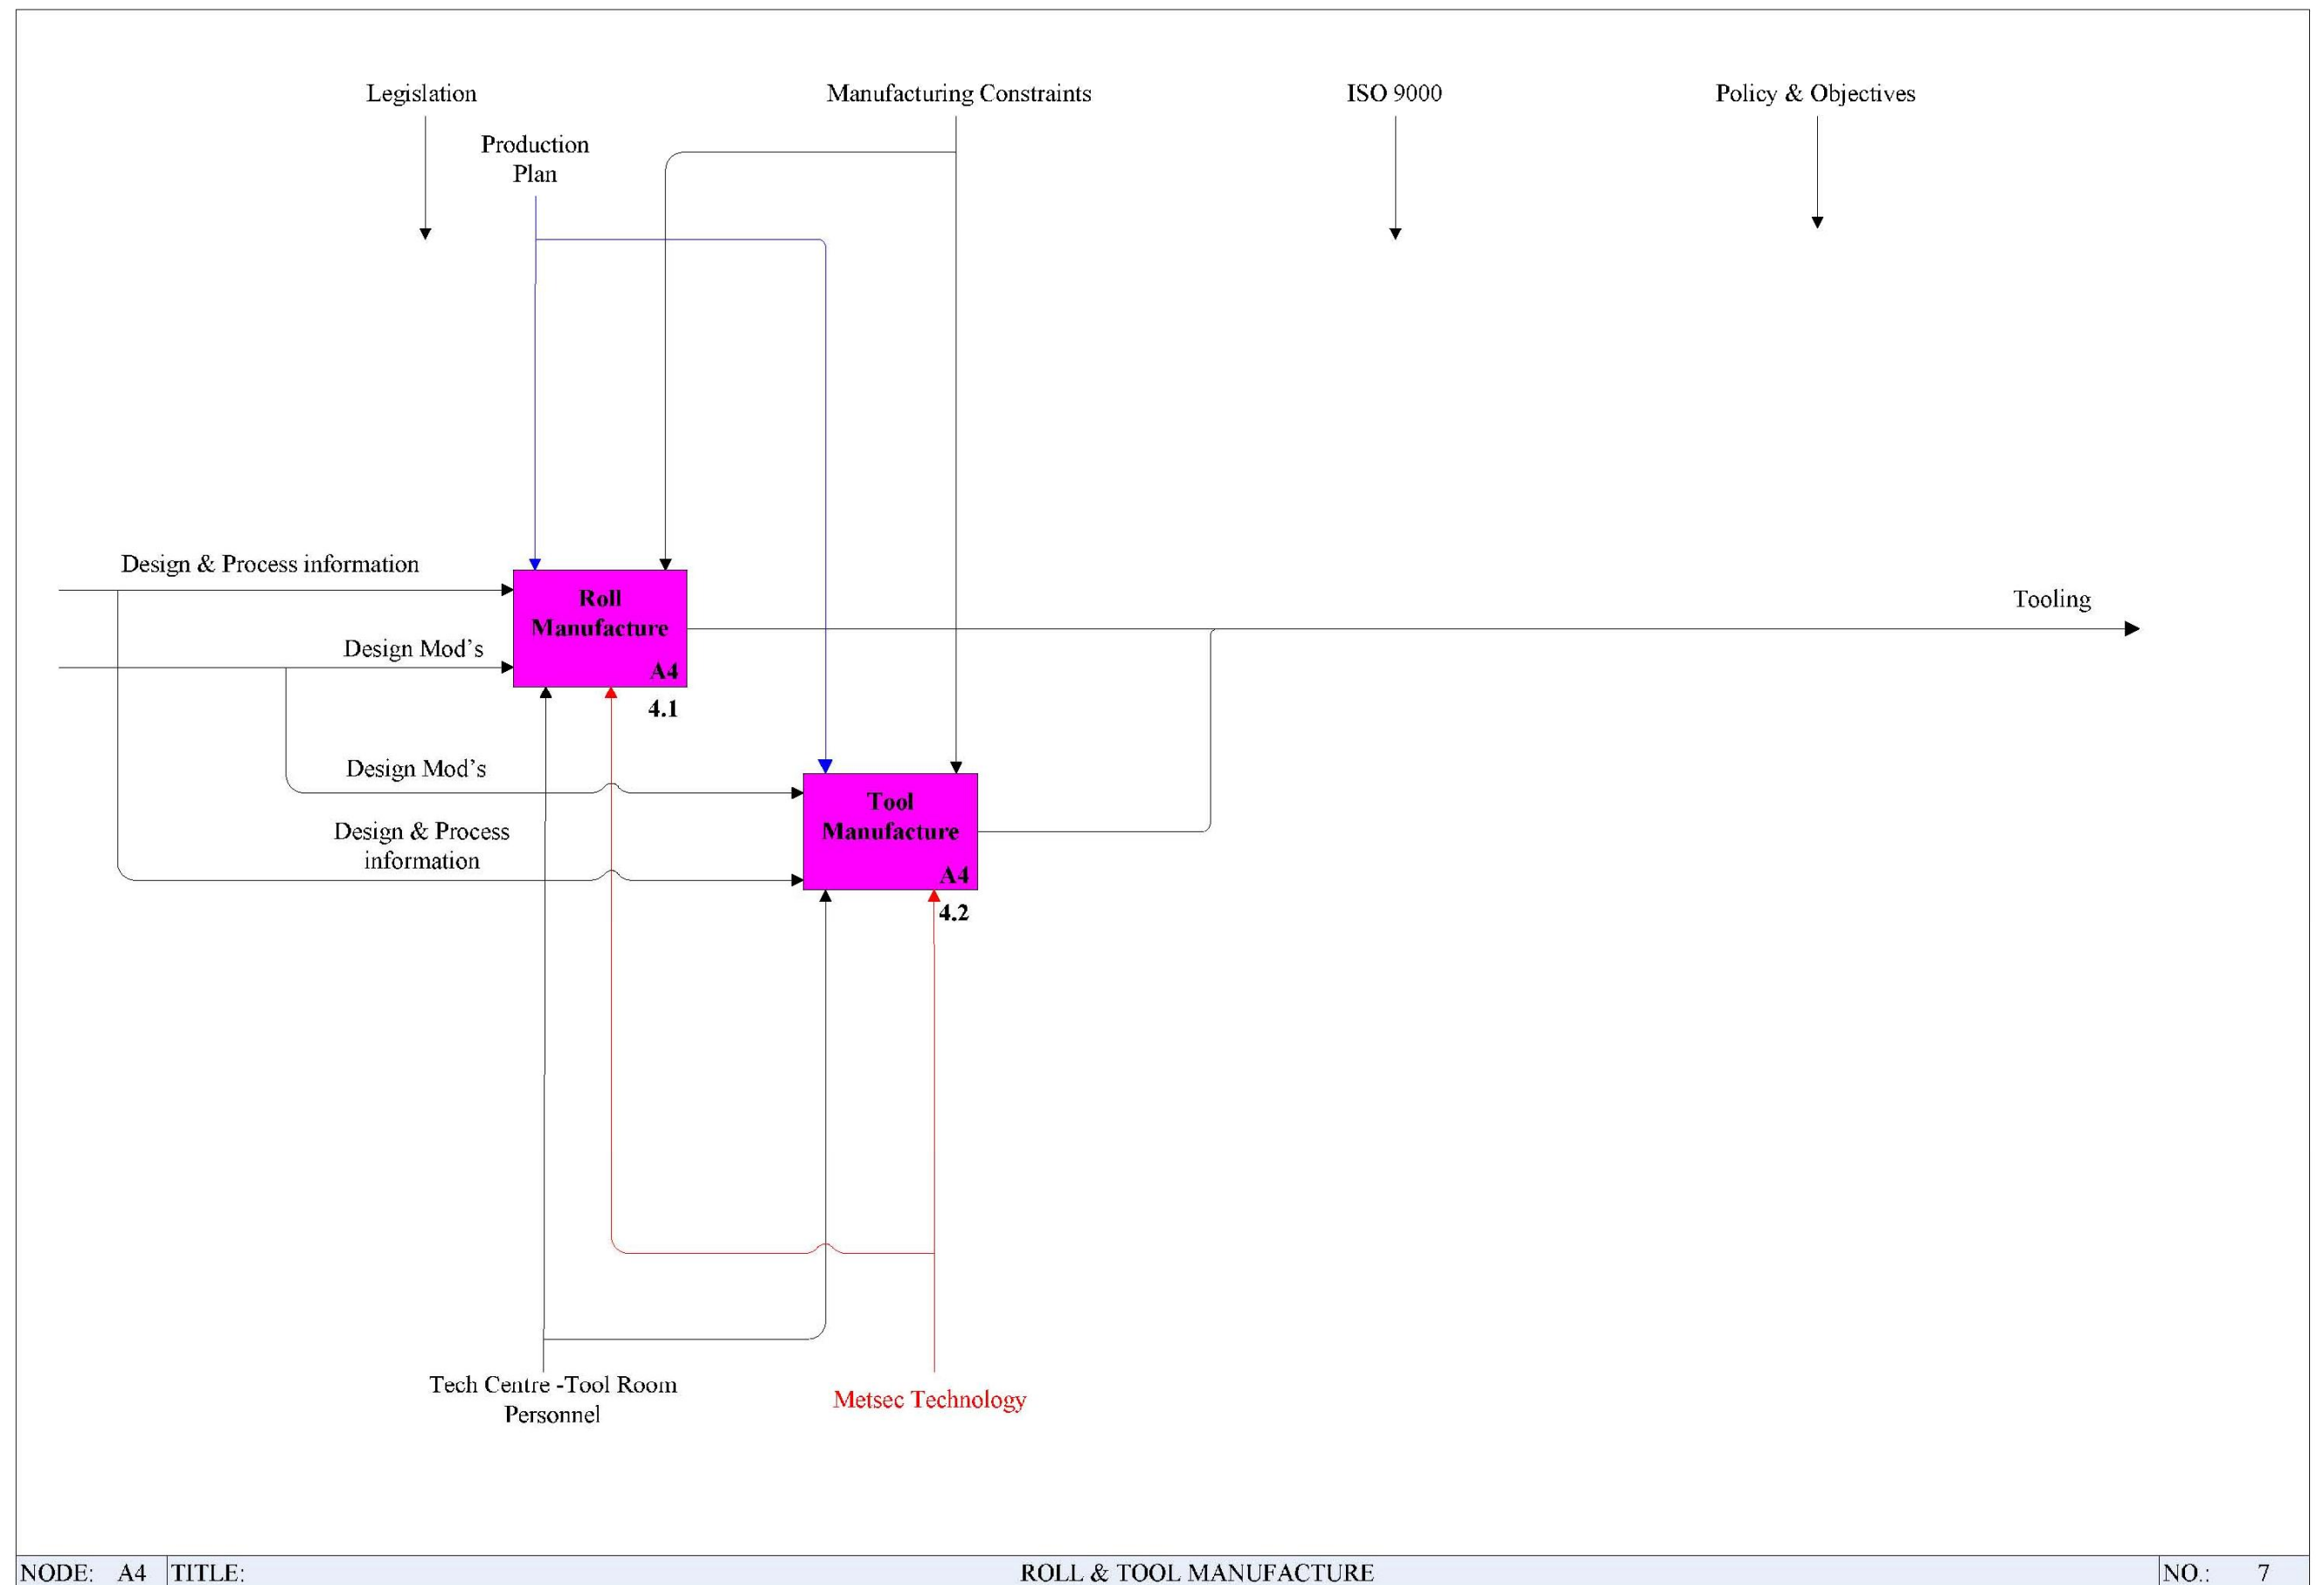 Legislation
Manufacturing Constraints
ISO 9000
Policy & Objectives
Production
Plan
Design & Process information
Roll
Manufacture
A4
4.1
Tooling
Design Mod's
Design Mod's
Tool
Manufacture
A4
4.2
Design & Process
information
Tech Centre -Tool Room
Personnel
Metsec Technology
NODE: A4 TITLE: ROLL & TOOL MANUFACTURE NO.: 7